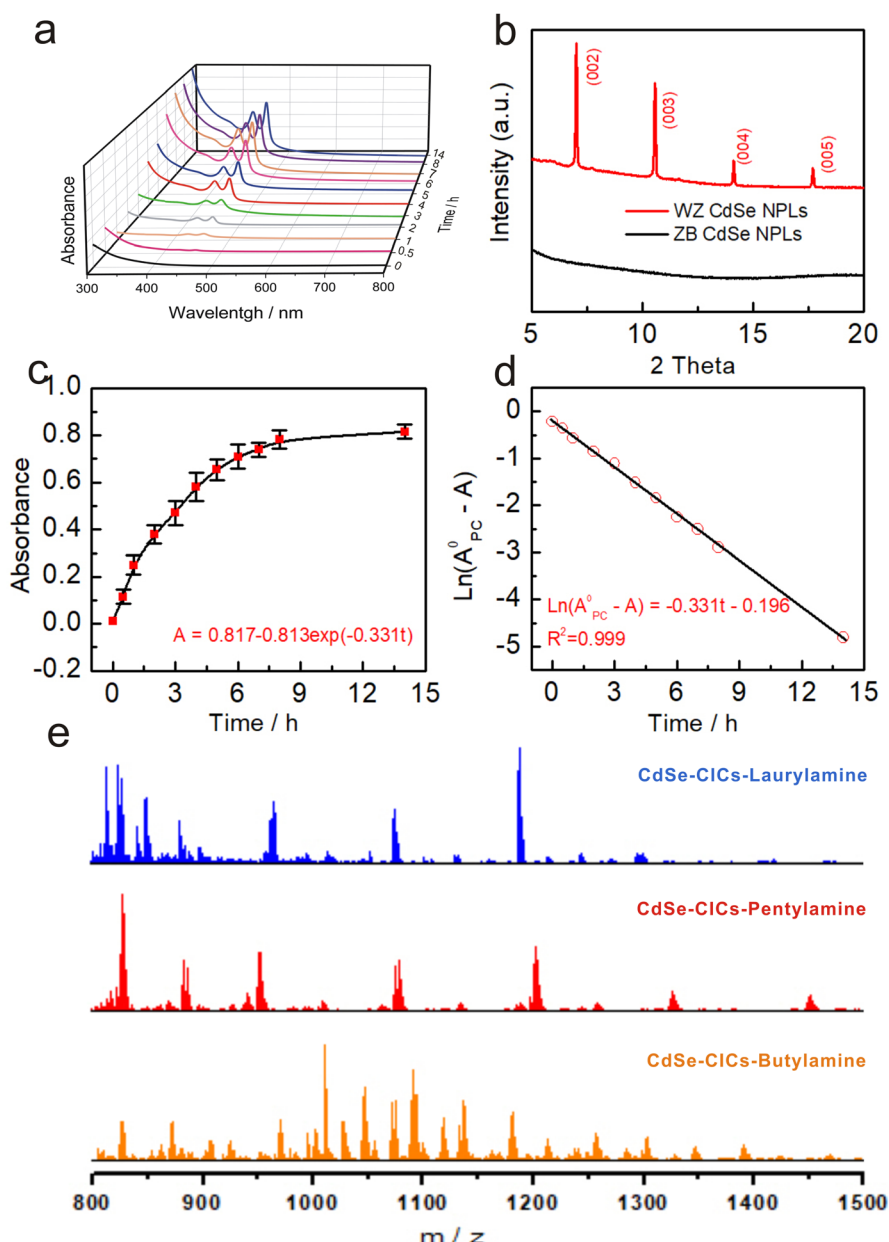 a
Absorbance
300 400 500 600 700 800
Wavelentgh / nm
0 0.5 1 2 3 5 6 7 8 14
Time / h
b
Intensity (a.u.)
(002)
(003)
(004)
(005)
WZ CdSe NPLs
ZB CdSe NPLs
5 10 15 20
2 Theta
c
Absorbance
1.0
0.8
0.6
0.4
0.2
0.0
-0.2
A = 0.817-0.813exp(-0.331t)
0 3 6 9 12 15
Time / h
d
Ln(A⁰PC - A)
0
-1
-2
-3
-4
-5
Ln(A⁰PC - A) = -0.331t - 0.196
R²=0.999
0 3 6 9 12 15
Time / h
e
CdSe-CICs-Laurylamine
CdSe-CICs-Pentylamine
CdSe-CICs-Butylamine
800 900 1000 1100 1200 1300 1400 1500
m / z